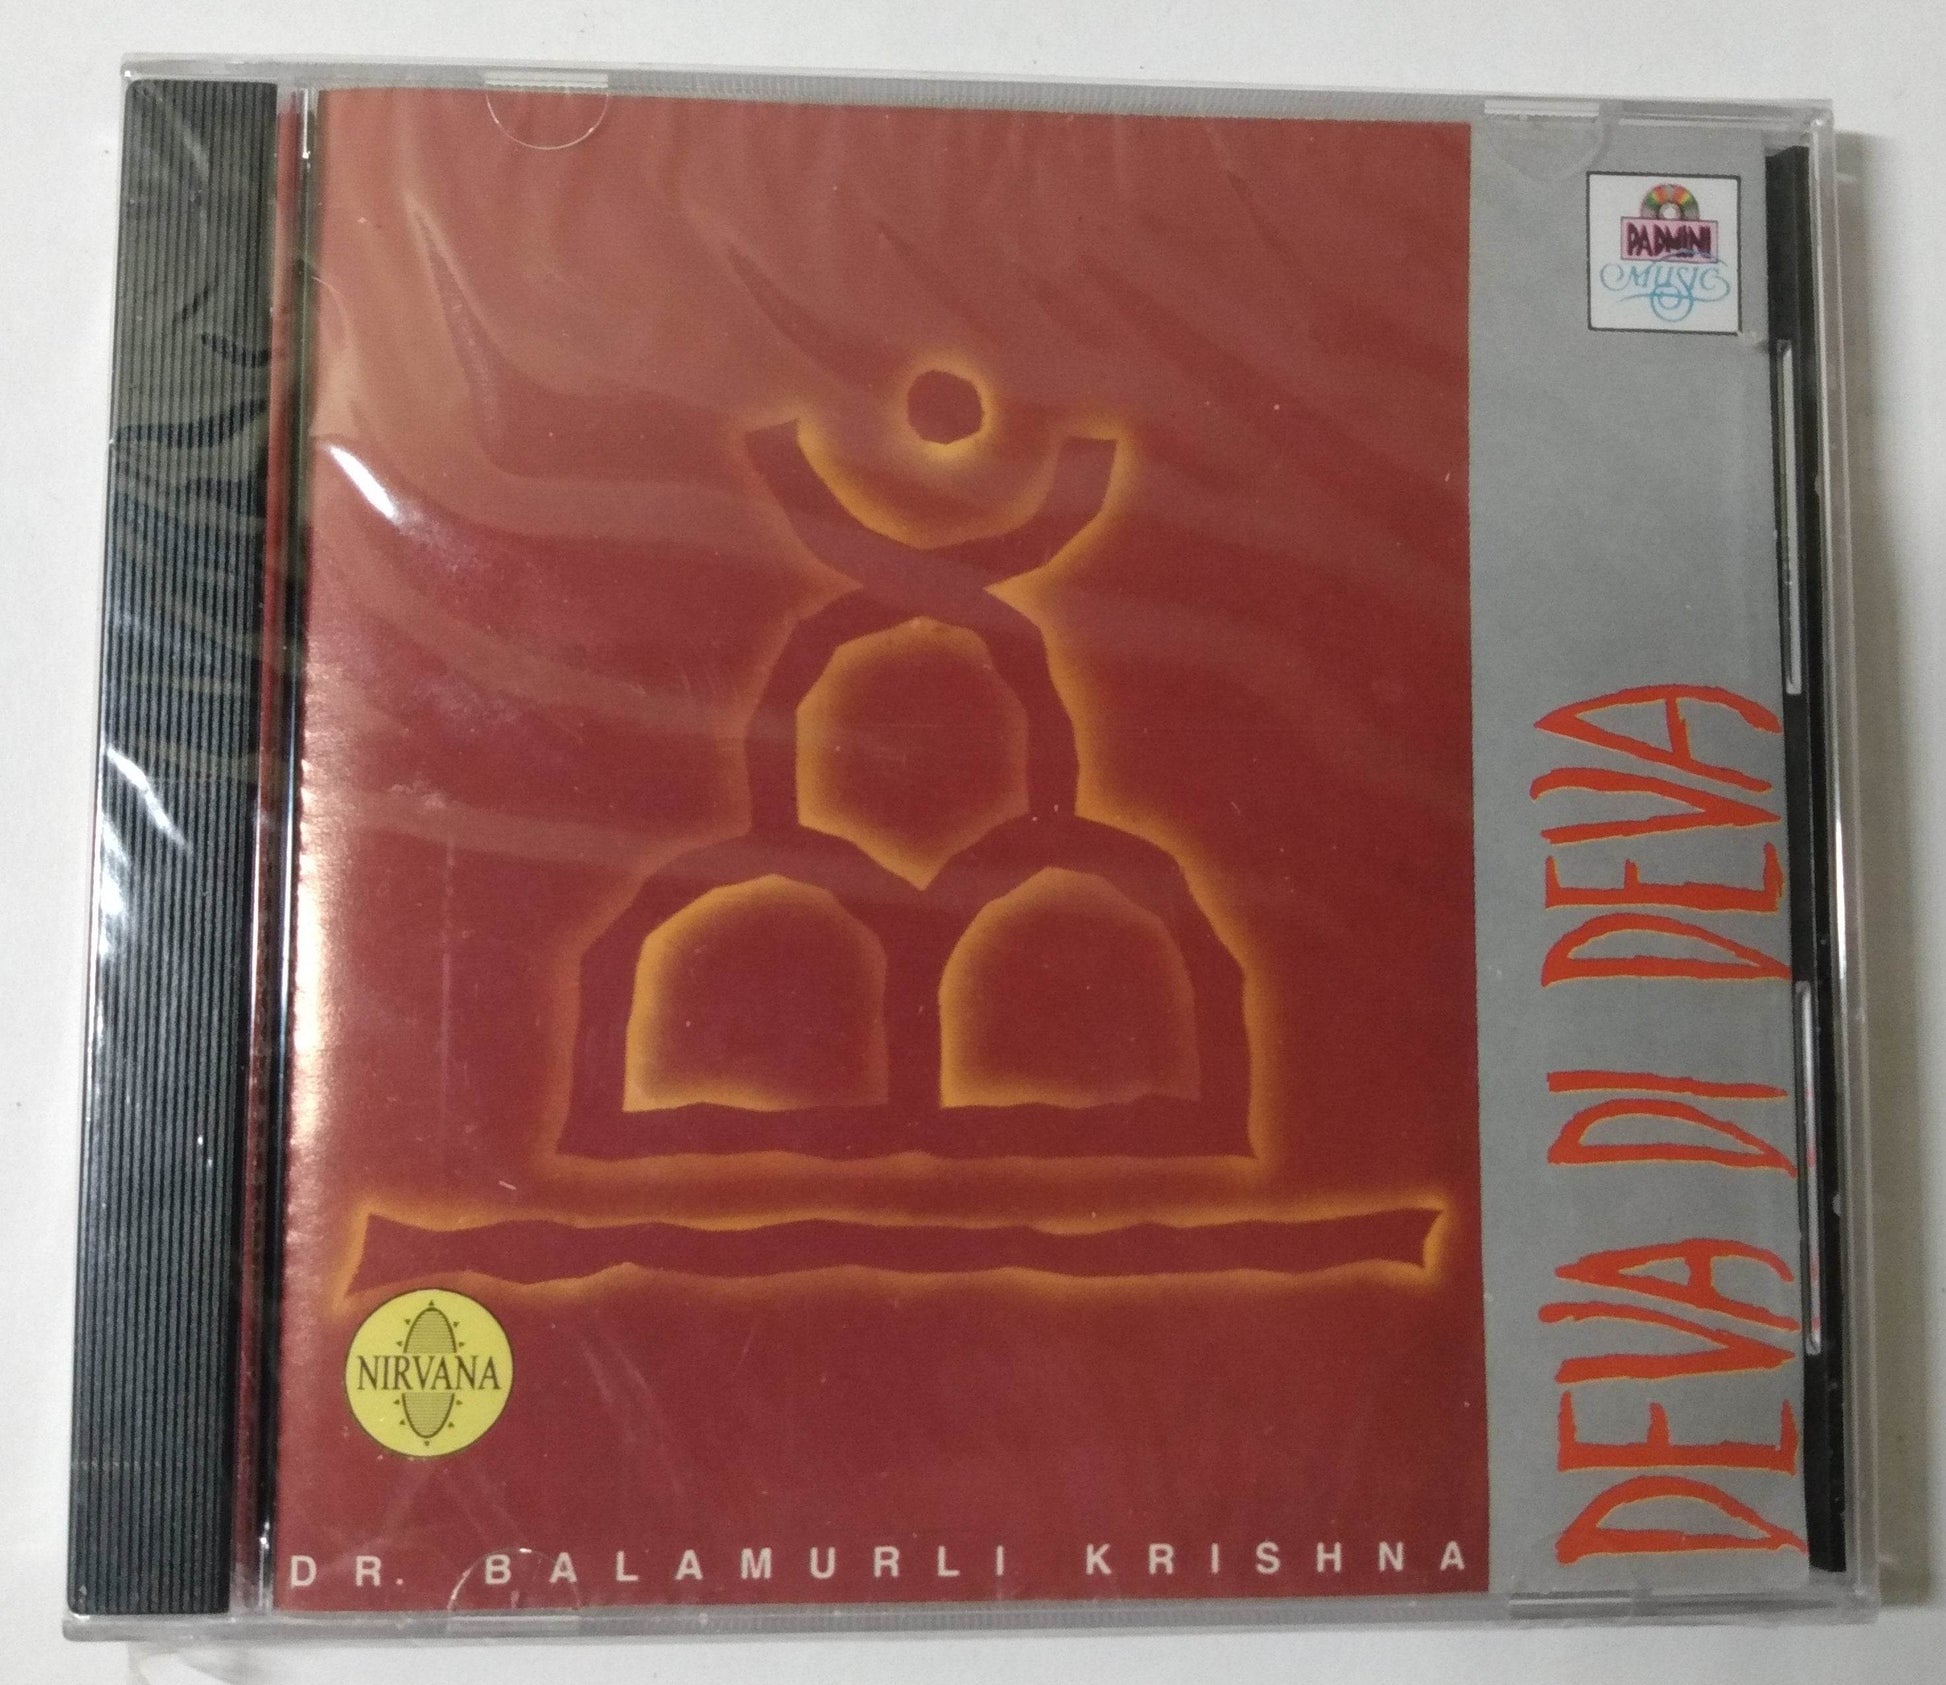 PADMINI
MUSIC
DEVA DI DEVA
NIRVANA
DR. BALAMURLI KRISHNA